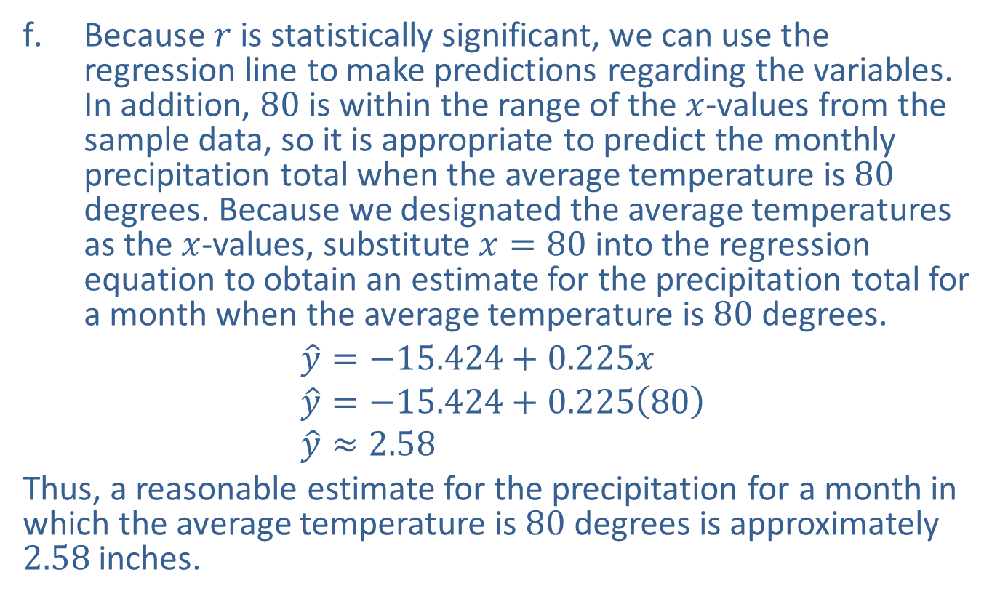 f. Because r is statistically significant, we can use the
regression line to make predictions regarding the variables.
In addition, 80 is within the range of the x-values from the
sample data, so it is appropriate to predict the monthly
precipitation total when the average temperature is 80
degrees. Because we designated the average temperatures
as the x-values, substitute x = 80 into the regression
equation to obtain an estimate for the precipitation total for
a month when the average temperature is 80 degrees.
ŷ = −15.424 + 0.225x
ŷ = −15.424 + 0.225(80)
ŷ ≈ 2.58
Thus, a reasonable estimate for the precipitation for a month in
which the average temperature is 80 degrees is approximately
2.58 inches.